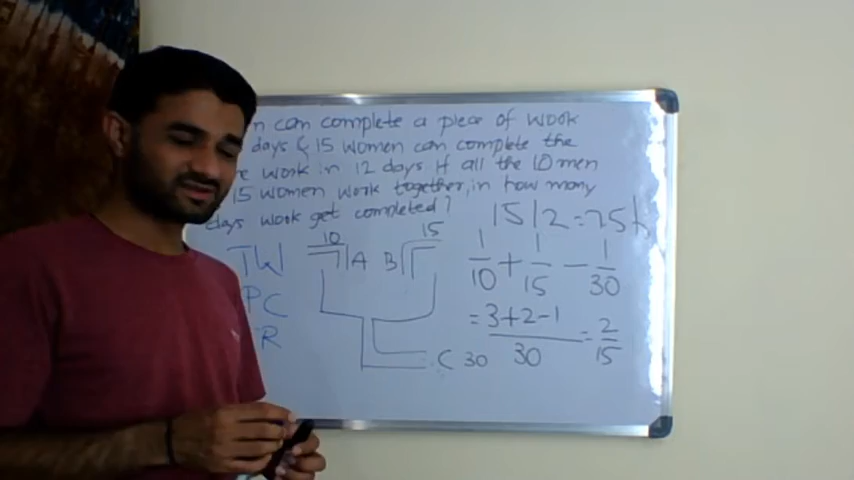 n can complete a piece of wook
days & 15 women can complete the
e work in 12 days if all the 10 men
15 women work together, in how many
days work get completed?
15/2 = 7.5h
TW
PC
R
10
A
B
15
C 30
1/10 + 1/15 - 1/30
= 3+2-1/30 = 2/15